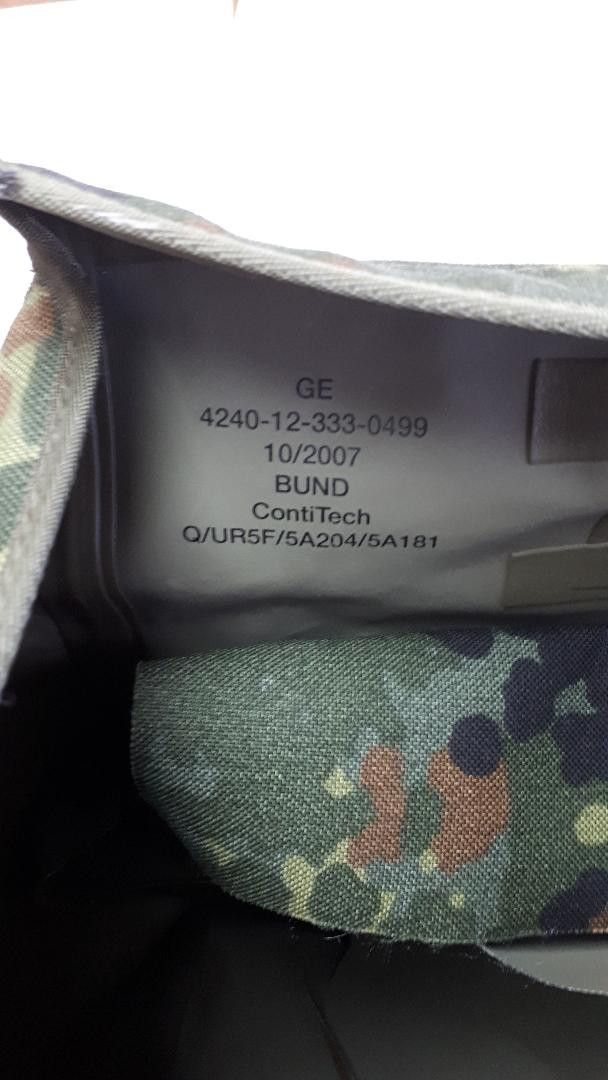 GE
4240-12-333-0499
10/2007
BUND
ContiTech
Q/UR5F/5A204/5A181